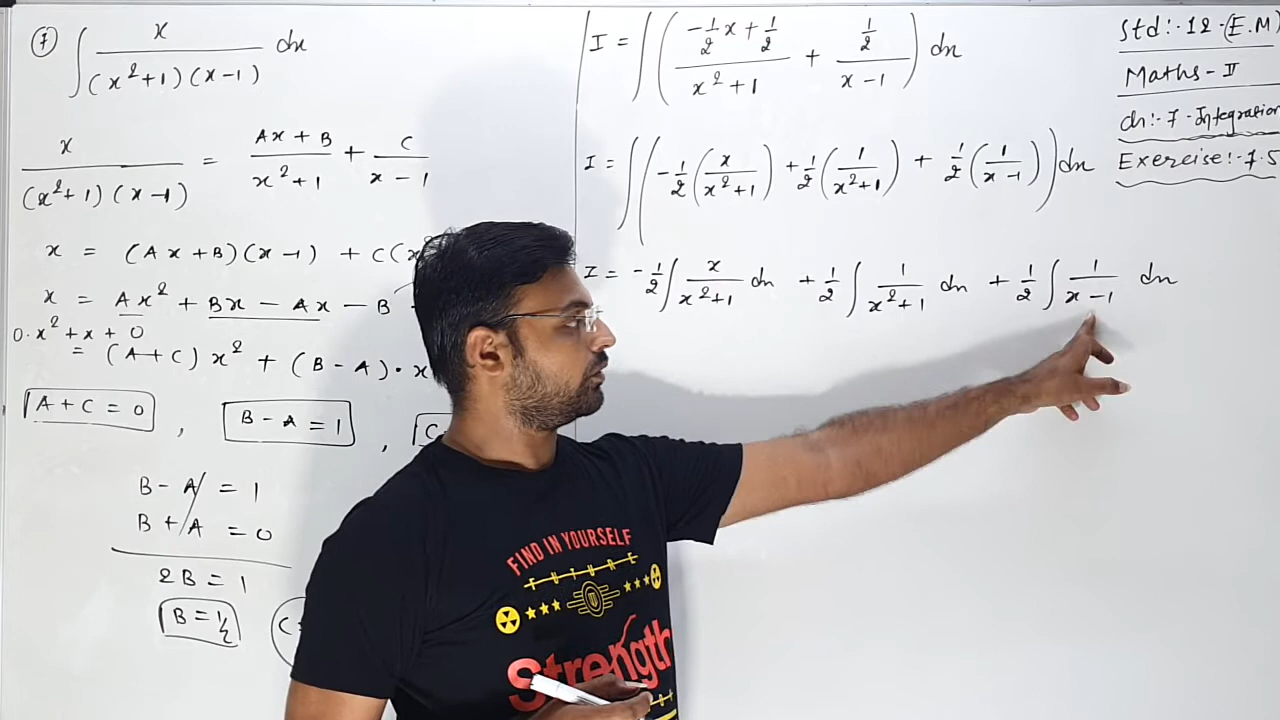 7 ∫ x / (x²+1)(x-1) dx
x / (x²+1)(x-1) = Ax+B / x²+1 + C / x-1
x = (Ax+B)(x-1) + C(x²
x = Ax² + Bx - Ax - B
0.x² + x + 0
= (A+C) x² + (B-A)·x
A+C=0 , B-A=1 ,
B-A = 1
B+A = 0
2B = 1
B = 1/2
I = ∫ ( -1/2 x + 1/2 / x²+1 + 1/2 / x-1 ) dx
I = ∫ ( -1/2 ( x / x²+1 ) + 1/2 ( 1 / x²+1 ) + 1/2 ( 1 / x-1 ) ) dx
I = -1/2 ∫ x / x²+1 dx + 1/2 ∫ 1 / x²+1 dx + 1/2 ∫ 1 / x-1 dx
Std:-12-(E.M)
Maths-II
ch:-7-Integration
Exercise:-7.5
FIND IN YOURSELF
FUTURE
Strength